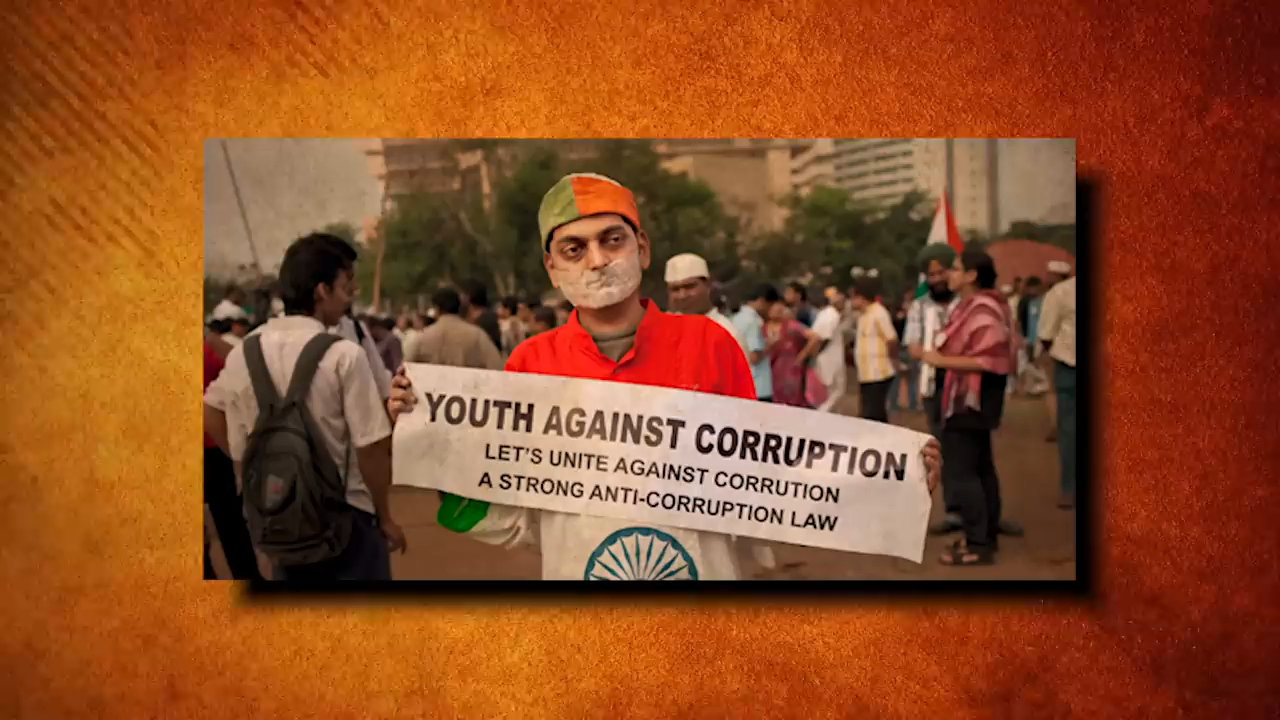 YOUTH AGAINST CORRUPTION
LET'S UNITE AGAINST CORRUTION
A STRONG ANTI-CORRUPTION LAW